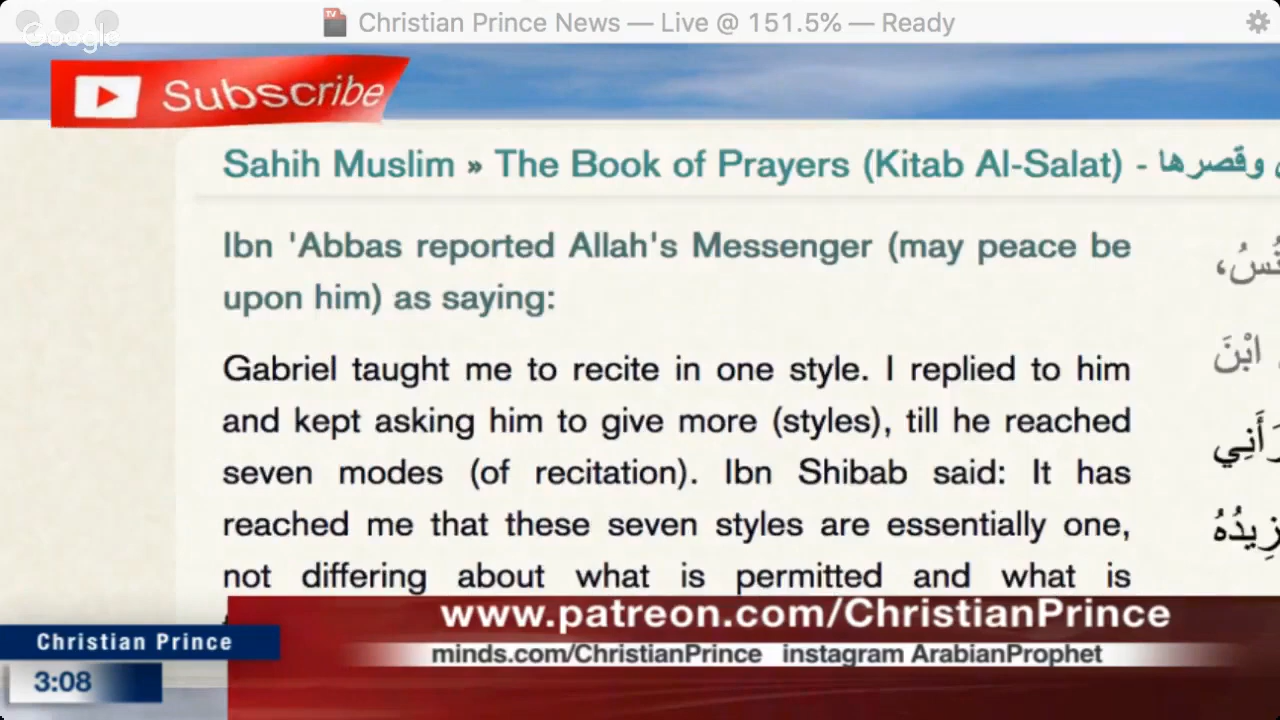 Christian Prince News — Live @ 151.5% — Ready
Google
Subscribe
Sahih Muslim » The Book of Prayers (Kitab Al-Salat) - وقصرها
Ibn 'Abbas reported Allah's Messenger (may peace be
upon him) as saying:
Gabriel taught me to recite in one style. I replied to him
and kept asking him to give more (styles), till he reached
seven modes (of recitation). Ibn Shibab said: It has
reached me that these seven styles are essentially one,
not differing about what is permitted and what is
ابْنَ
www.patreon.com/ChristianPrince
Christian Prince
minds.com/ChristianPrince instagram ArabianProphet
3:08